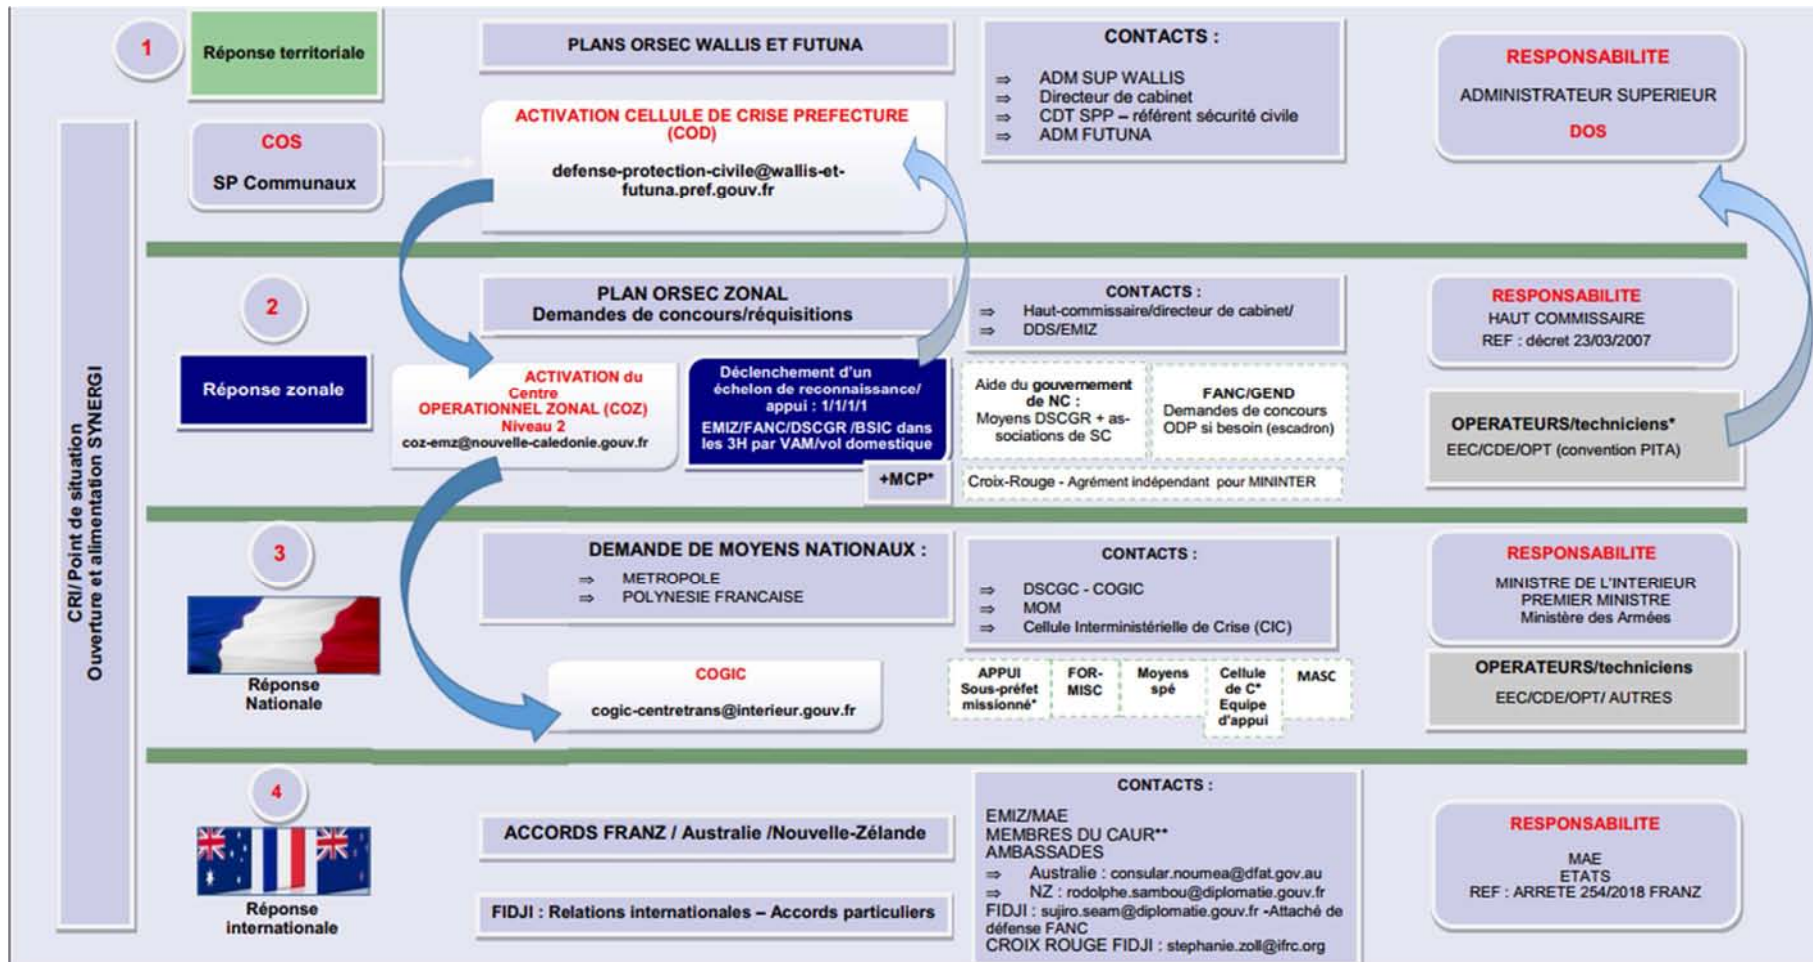 1
Réponse territoriale
PLANS ORSEC WALLIS ET FUTUNA
CONTACTS :
⇒ ADM SUP WALLIS
⇒ Directeur de cabinet
⇒ CDT SPP – référent sécurité civile
⇒ ADM FUTUNA
RESPONSABILITE
ADMINISTRATEUR SUPERIEUR
DOS
CRI/ Point de situation
Ouverture et alimentation SYNERGI
COS
SP Communaux
ACTIVATION CELLULE DE CRISE PREFECTURE
(COD)
defense-protection-civile@wallis-et-
futuna.pref.gouv.fr
2
Réponse zonale
PLAN ORSEC ZONAL
Demandes de concours/réquisitions
CONTACTS :
⇒ Haut-commissaire/directeur de cabinet/
⇒ DDS/EMIZ
RESPONSABILITE
HAUT COMMISSAIRE
REF : décret 23/03/2007
ACTIVATION du
Centre
OPERATIONNEL ZONAL (COZ)
Niveau 2
coz-emz@nouvelle-caledonie.gouv.fr
Déclenchement d'un
échelon de reconnaissance/
appui : 1/1/1/1
EMIZ/FANC/DSCGR /BSIC dans
les 3H par VAM/vol domestique
+MCP*
Aide du gouvernement
de NC :
Moyens DSCGR + as-
sociations de SC
FANC/GEND
Demandes de concours
ODP si besoin (escadron)
Croix-Rouge - Agrément indépendant pour MININTER
OPERATEURS/techniciens*
EEC/CDE/OPT (convention PITA)
3
Réponse
Nationale
DEMANDE DE MOYENS NATIONAUX :
⇒ METROPOLE
⇒ POLYNESIE FRANCAISE
CONTACTS :
⇒ DSCGC - COGIC
⇒ MOM
⇒ Cellule Interministérielle de Crise (CIC)
RESPONSABILITE
MINISTRE DE L'INTERIEUR
PREMIER MINISTRE
Ministère des Armées
COGIC
cogic-centretrans@interieur.gouv.fr
APPUI
Sous-préfet
missionné*
FOR-
MISC
Moyens
spé
Cellule
de C*
Equipe
d'appui
MASC
OPERATEURS/techniciens
EEC/CDE/OPT/ AUTRES
4
Réponse
internationale
ACCORDS FRANZ / Australie /Nouvelle-Zélande
FIDJI : Relations internationales – Accords particuliers
CONTACTS :
EMIZ/MAE
MEMBRES DU CAUR**
AMBASSADES
⇒ Australie : consular.noumea@dfat.gov.au
⇒ NZ : rodolphe.sambou@diplomatie.gouv.fr
FIDJI : sujiro.seam@diplomatie.gouv.fr -Attaché de
défense FANC
CROIX ROUGE FIDJI : stephanie.zoll@ifrc.org
RESPONSABILITE
MAE
ETATS
REF : ARRETE 254/2018 FRANZ